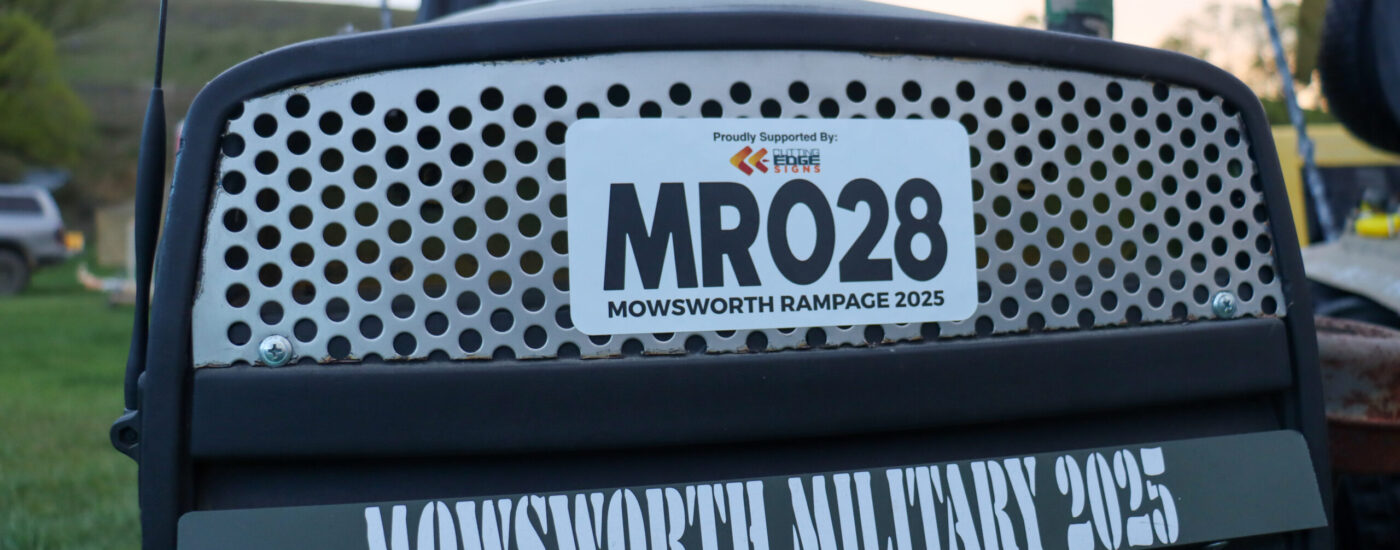 Proudly Supported By:
CUTTING
EDGE
SIGNS
MR028
MOWSWORTH RAMPAGE 2025
MOWSWORTH MILITARY 2025